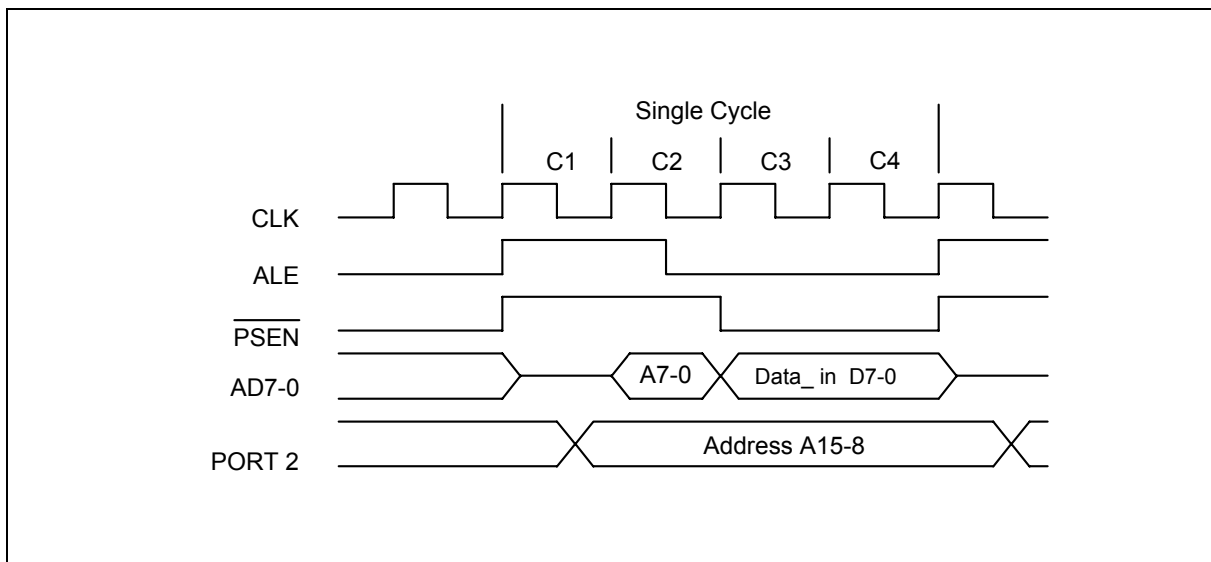 Single Cycle
C1 C2 C3 C4
CLK
ALE
PSEN
AD7-0 A7-0 Data_ in D7-0
PORT 2 Address A15-8